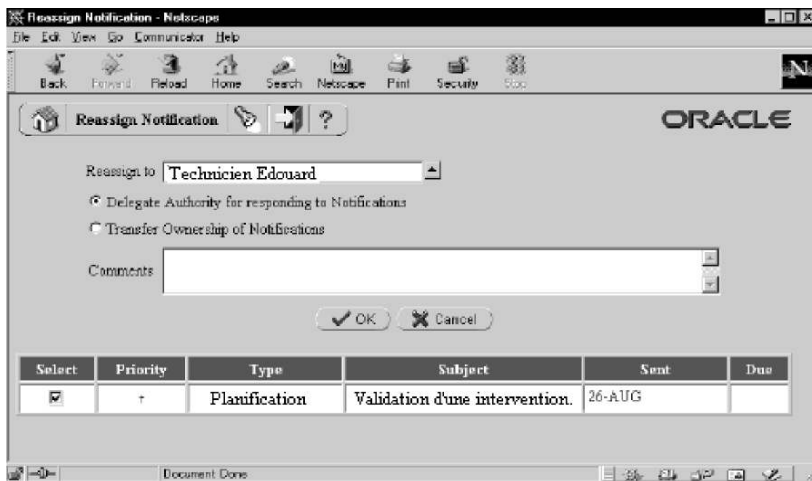 Reassign Notification - Netscape
File Edit View Go Communicator Help
Back Forward Reload Home Search Netscape Print Security Stop
Reassign Notification ? ORACLE
Reassign to Technicien Edouard
Delegate Authority for responding to Notifications
Transfer Ownership of Notifications
Comments
OK Cancel
Select Priority Type Subject Sent Due
↑ Planification Validation d'une intervention. 26-AUG
Document Done